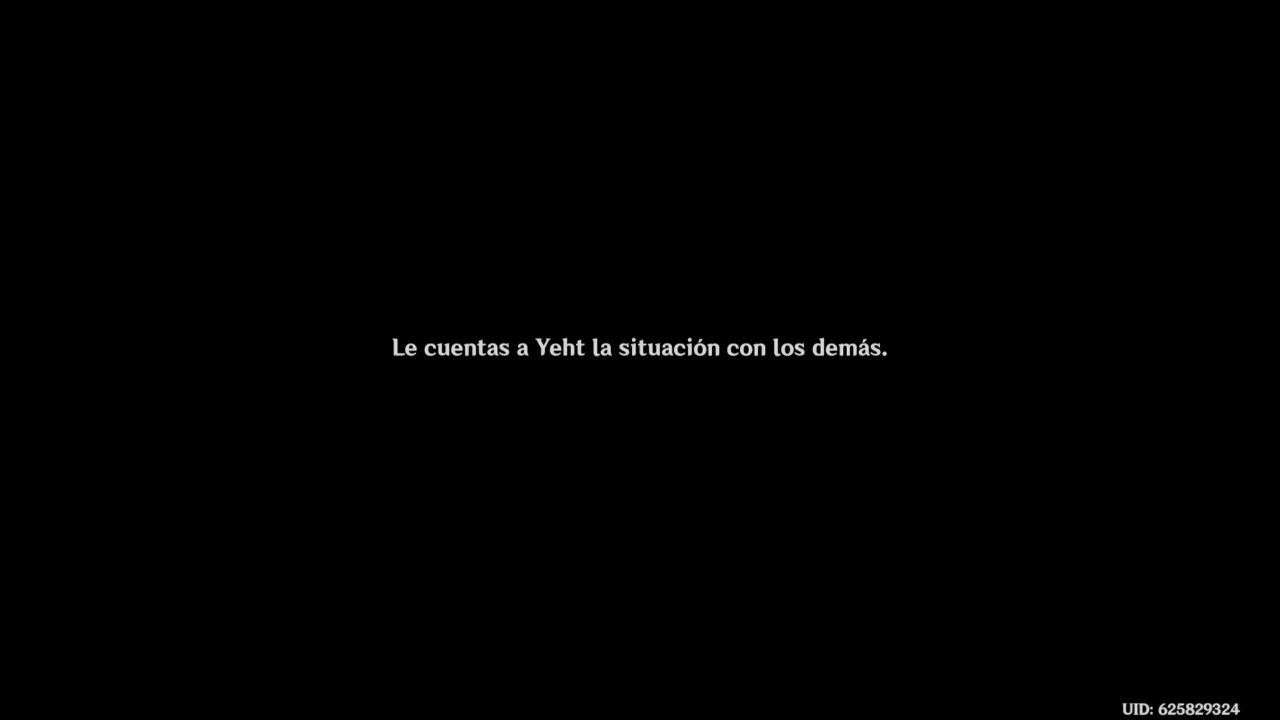 Le cuentas a Yeht la situación con los demás.
UID: 625829324